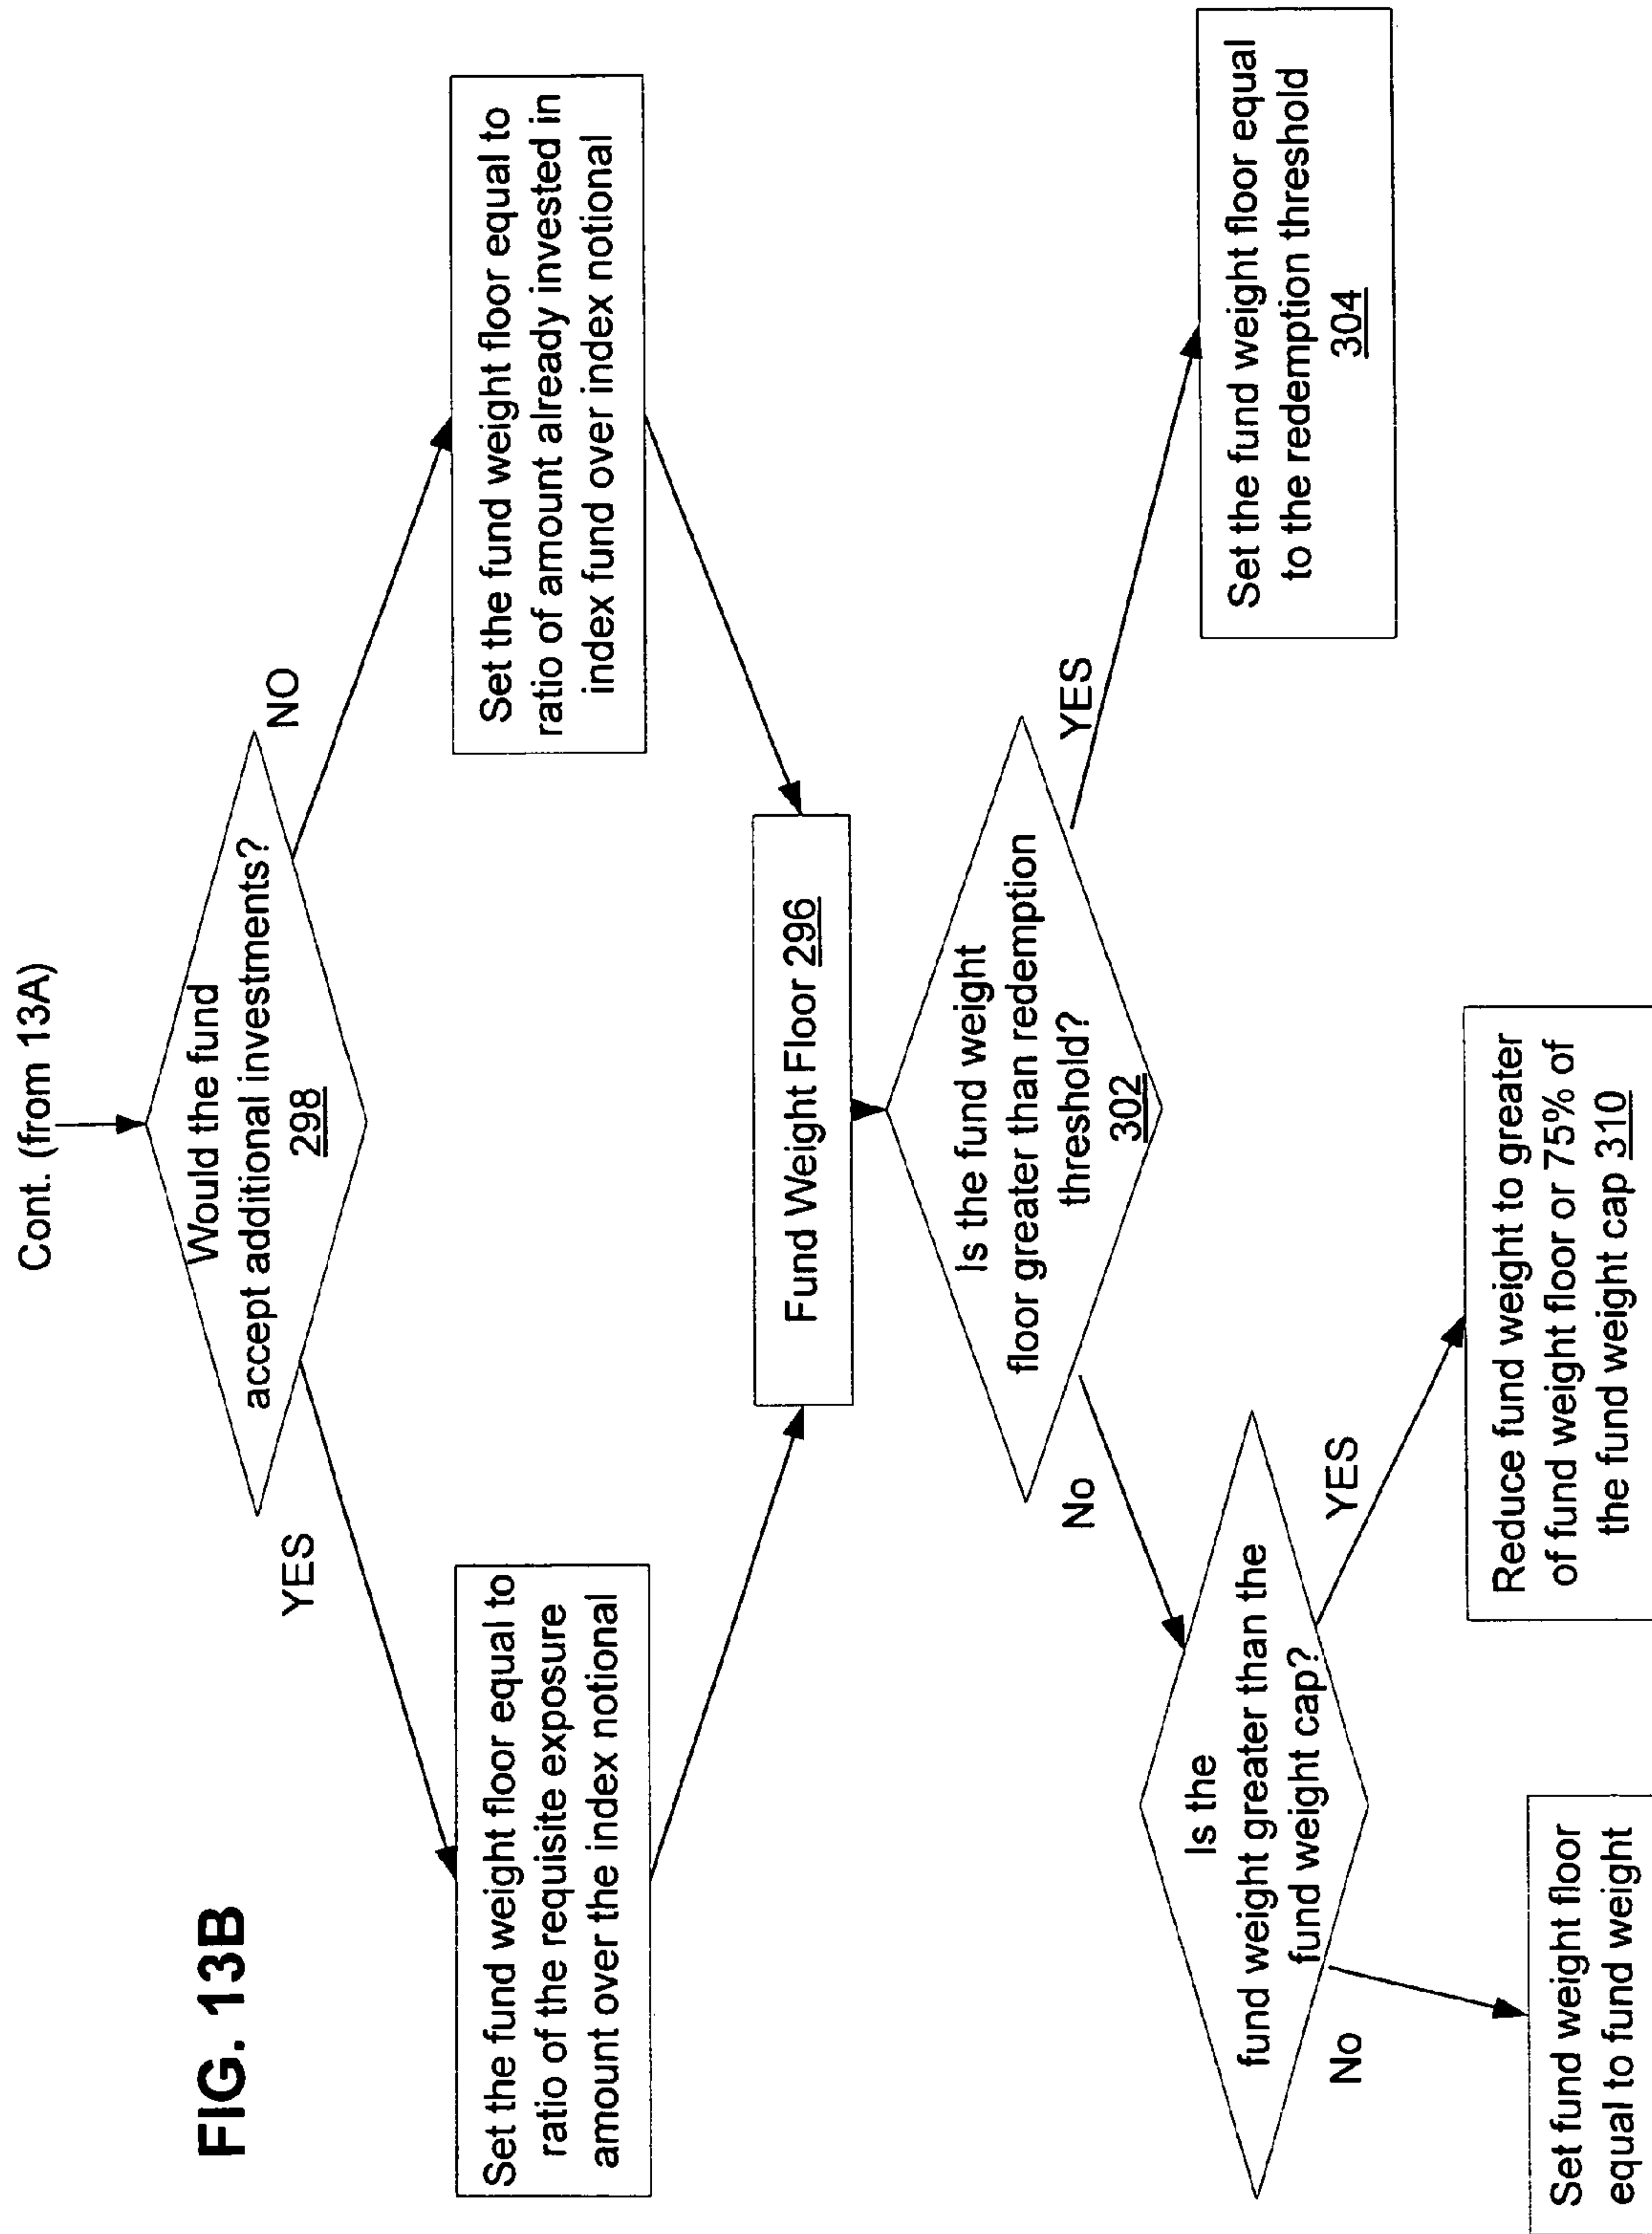 FIG. 13B
Cont. (from 13A)
Would the fund
accept additional investments?
298
YES
NO
Set the fund weight floor equal to
ratio of the requisite exposure
amount over the index notional
Set the fund weight floor equal to
ratio of amount already invested in
index fund over index notional
Fund Weight Floor 296
Is the fund weight
floor greater than redemption
threshold?
302
No
YES
Is the
fund weight greater than the
fund weight cap?
Set the fund weight floor equal
to the redemption threshold
304
No
YES
Set fund weight floor
equal to fund weight
Reduce fund weight to greater
of fund weight floor or 75% of
the fund weight cap 310